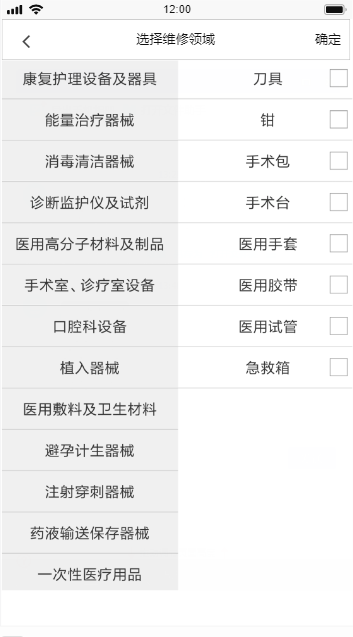 12:00
选择维修领域 确定
康复护理设备及器具 刀具
能量治疗器械 钳
消毒清洁器械 手术包
诊断监护仪及试剂 手术台
医用高分子材料及制品 医用手套
手术室、诊疗室设备 医用胶带
口腔科设备 医用试管
植入器械 急救箱
医用敷料及卫生材料
避孕计生器械
注射穿刺器械
药液输送保存器械
一次性医疗用品